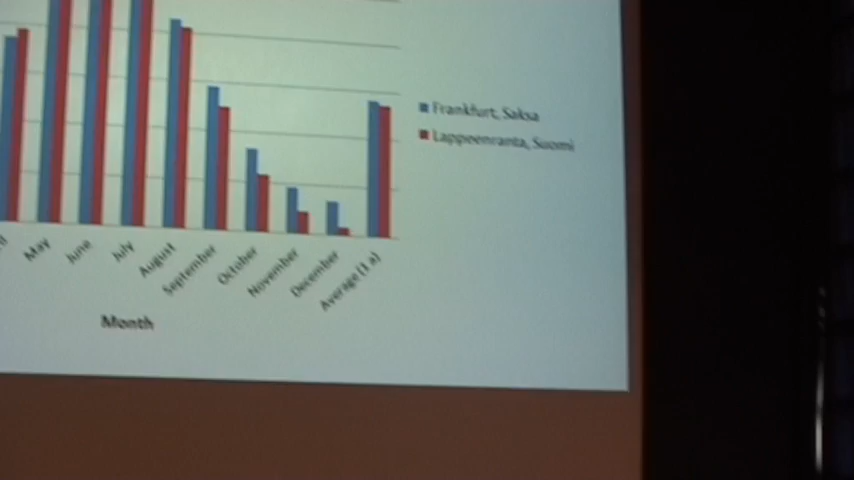 Frankfurt, Saksa
Lappeenranta, Suomi
May
June
July
August
September
October
November
December
Average (1 a)
Month